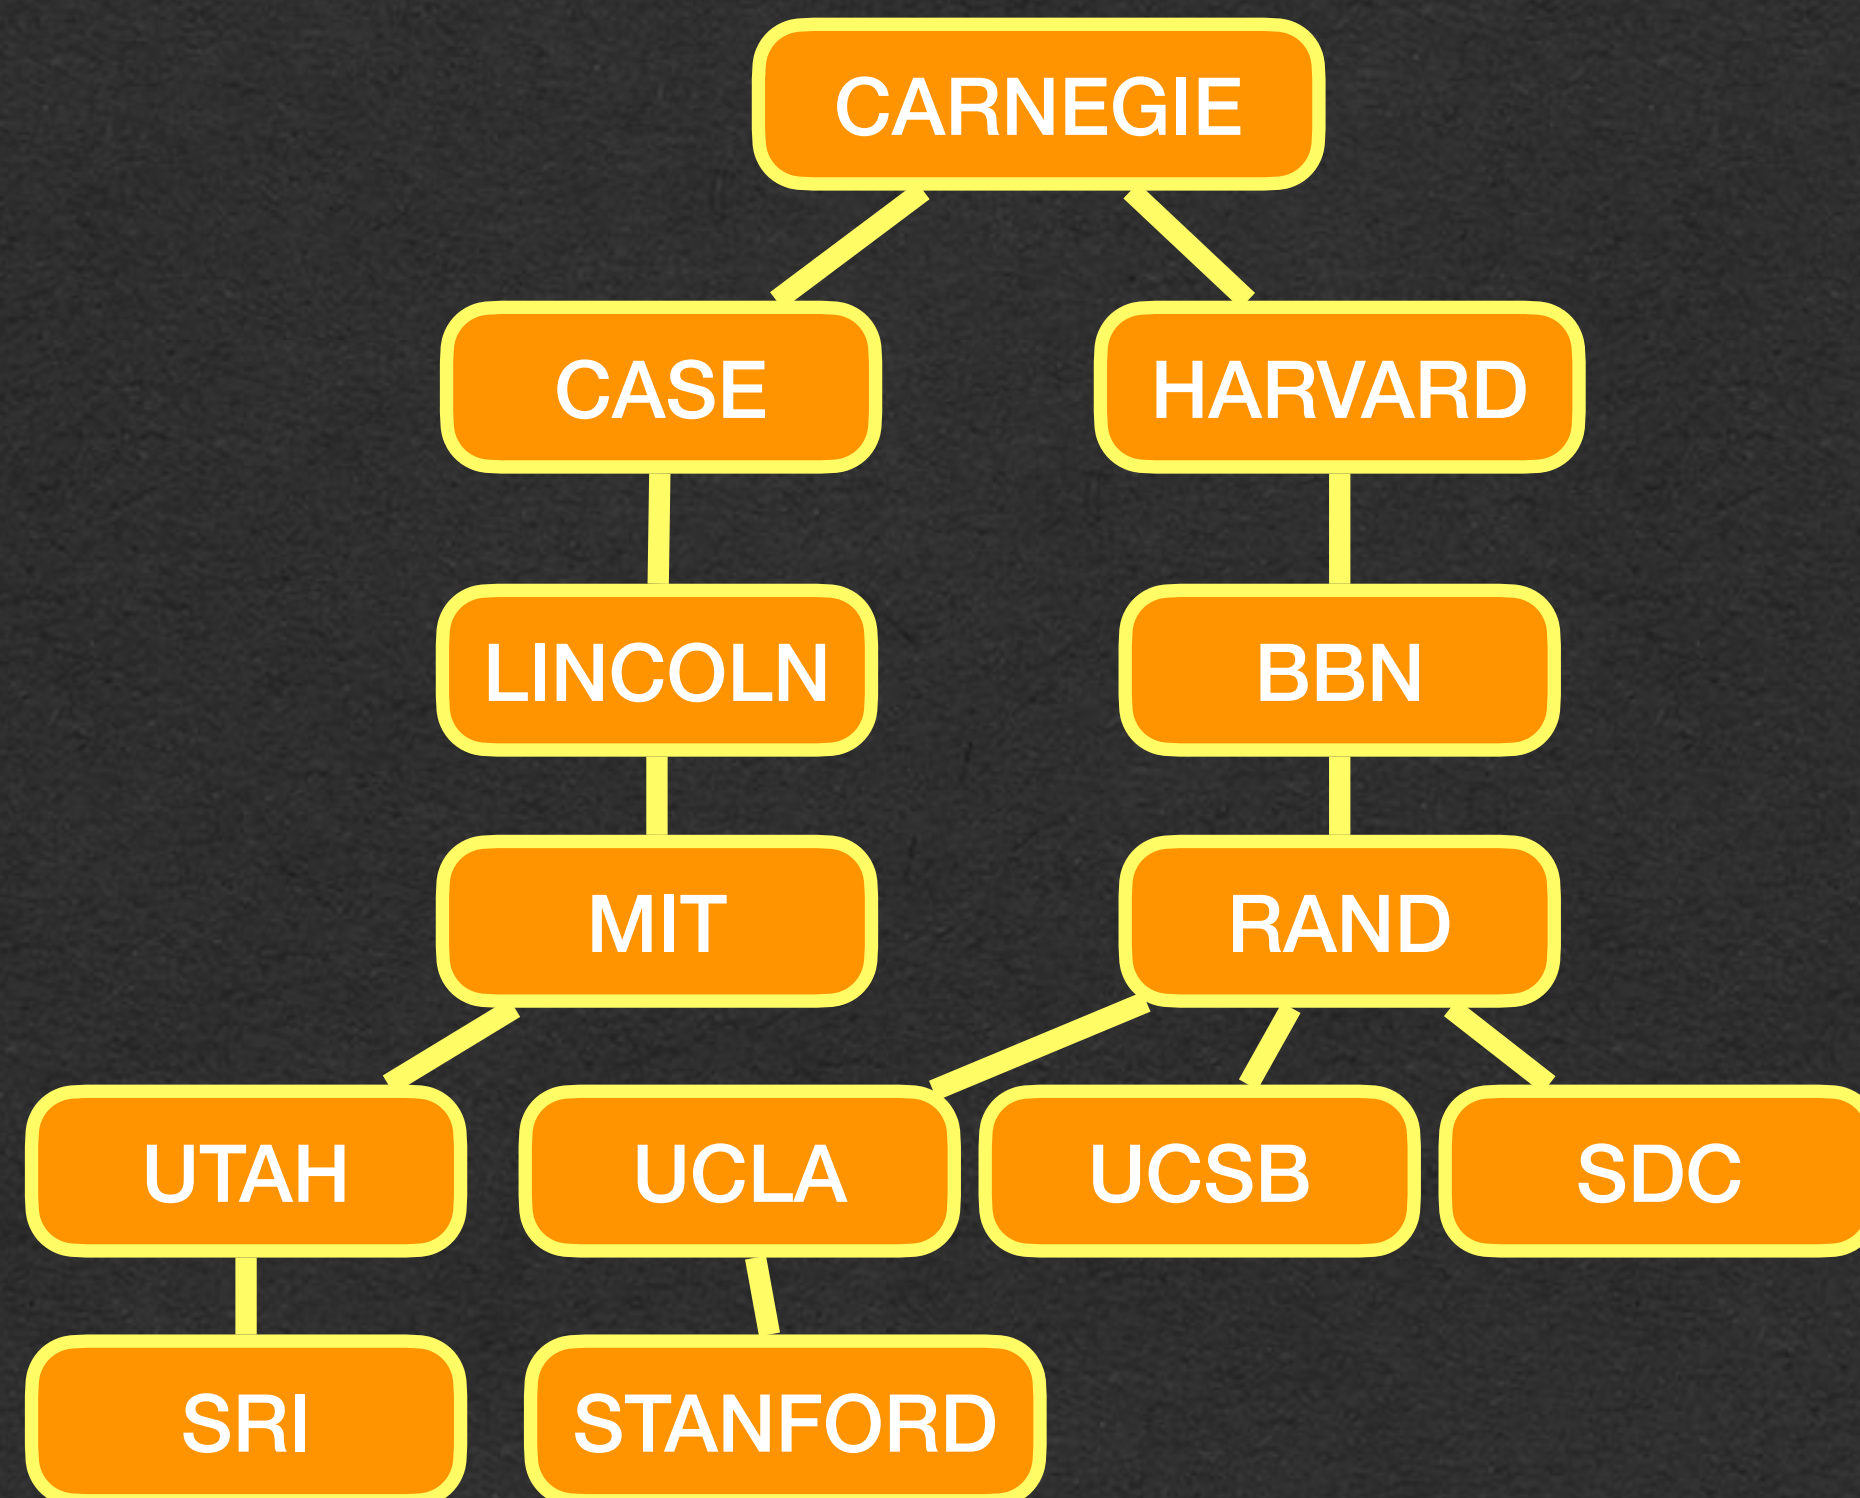 CARNEGIE
CASE
HARVARD
LINCOLN
BBN
MIT
RAND
UTAH
UCLA
UCSB
SDC
SRI
STANFORD